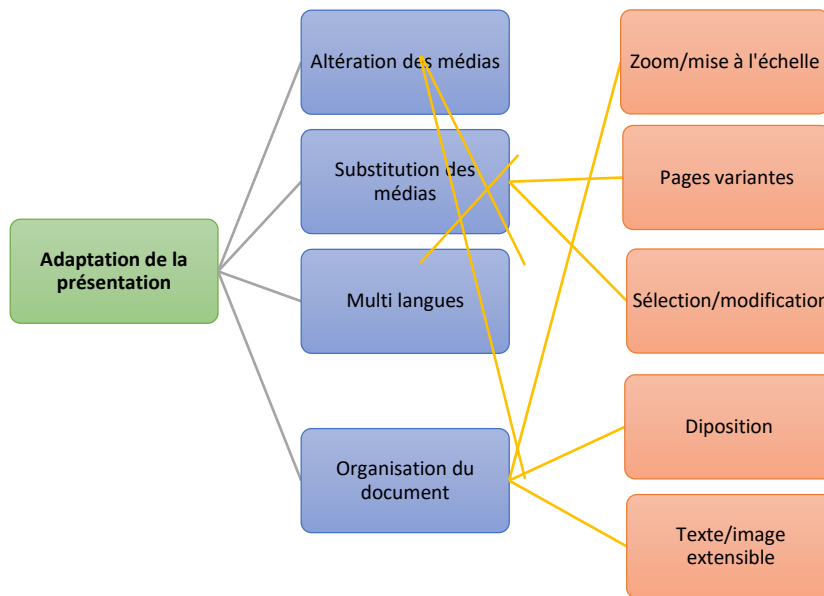 Adaptation de la
présentation
Altération des médias
Substitution des
médias
Multi langues
Organisation du
document
Zoom/mise à l'échelle
Pages variantes
Sélection/modification
Diposition
Texte/image
extensible